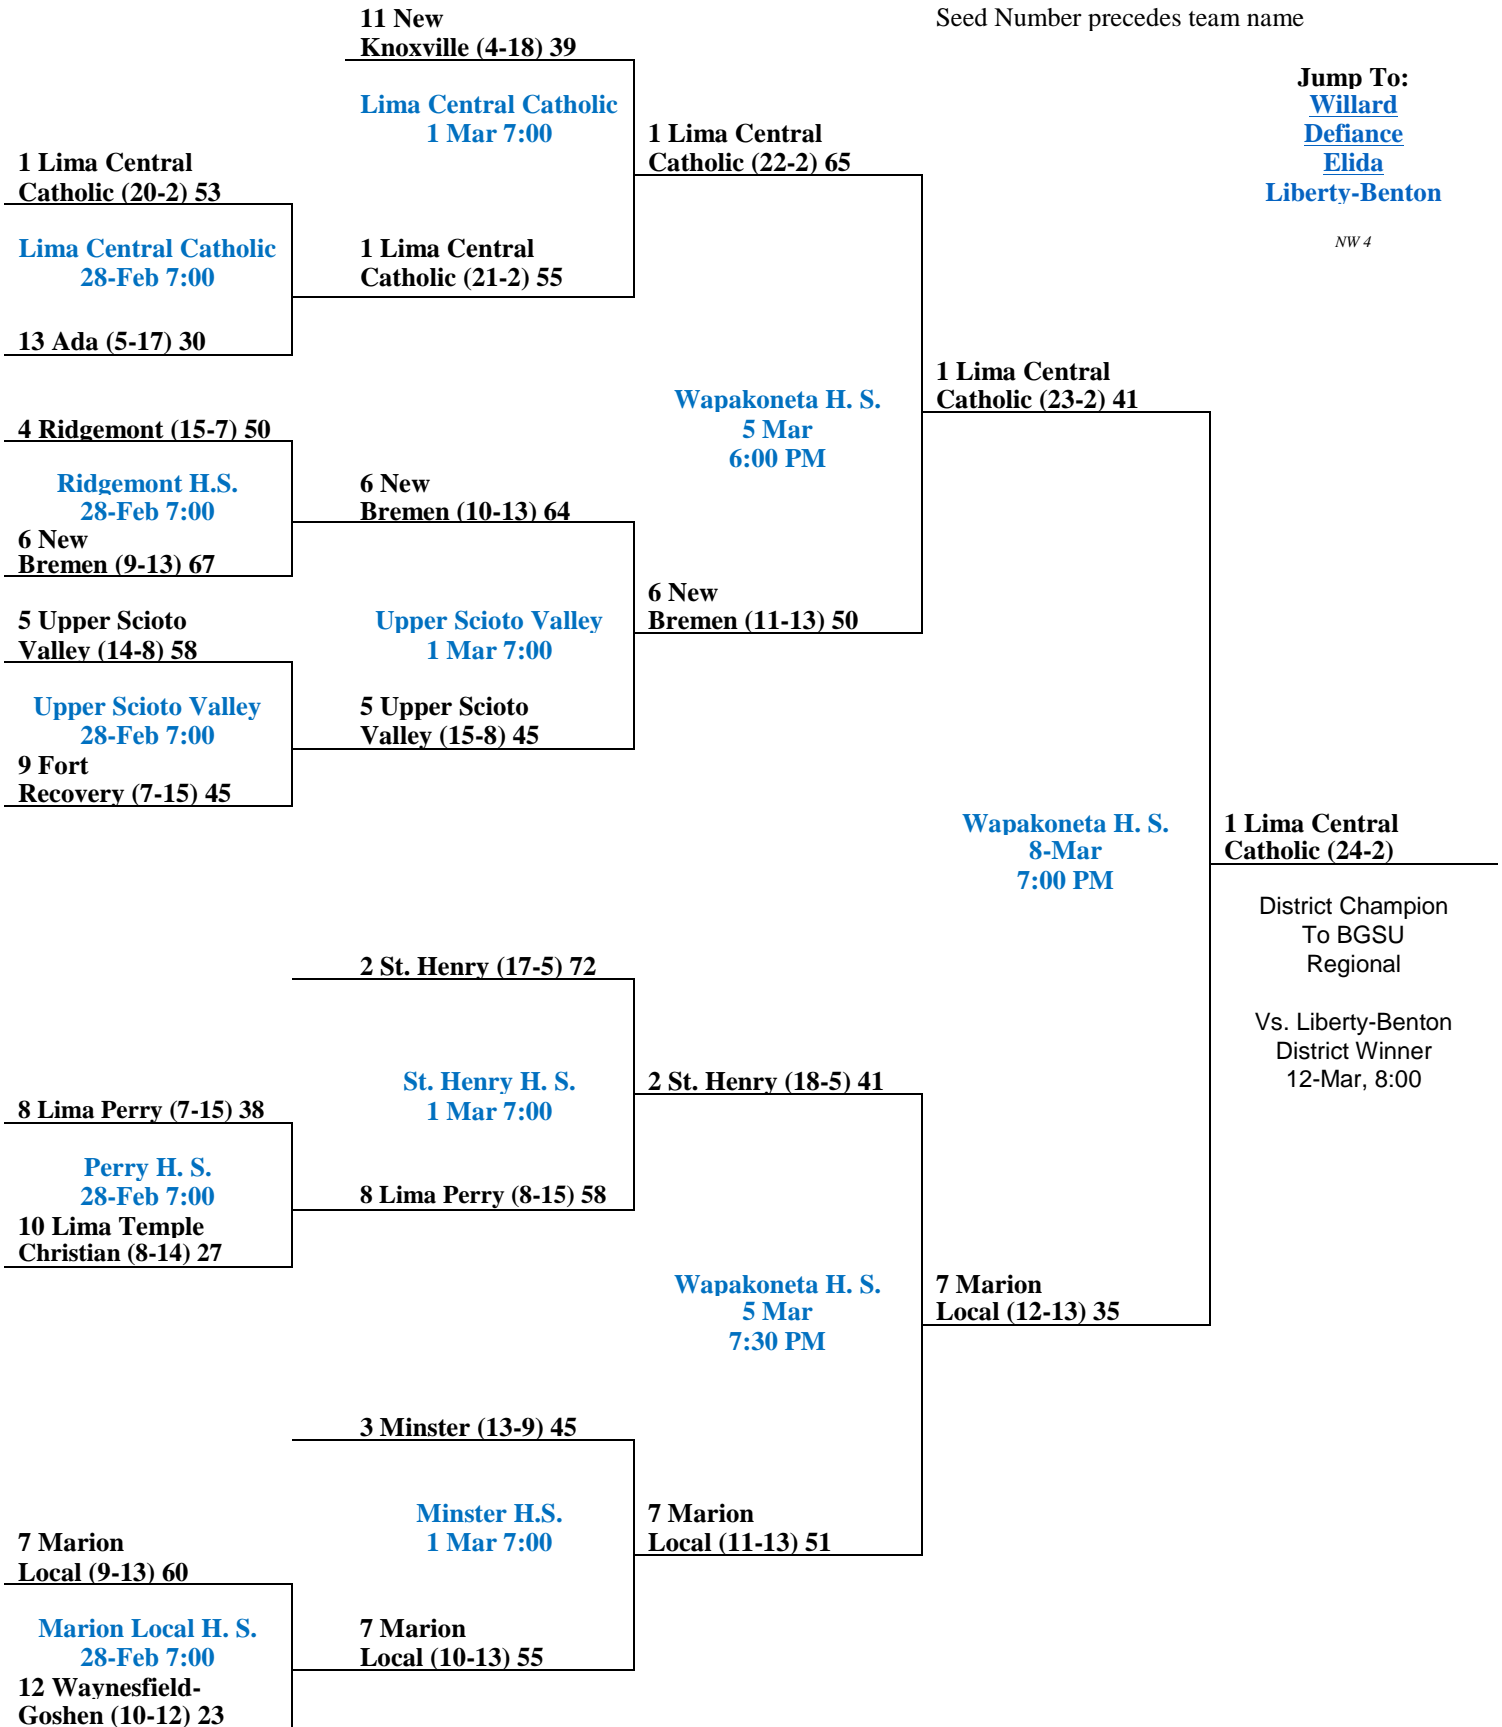 11 New
Knoxville (4-18) 39
Seed Number precedes team name
Jump To:
Willard
Defiance
Elida
Liberty-Benton
NW 4
Lima Central Catholic
1 Mar 7:00
1 Lima Central
Catholic (22-2) 65
1 Lima Central
Catholic (20-2) 53
Lima Central Catholic
28-Feb 7:00
1 Lima Central
Catholic (21-2) 55
13 Ada (5-17) 30
1 Lima Central
Catholic (23-2) 41
Wapakoneta H. S.
5 Mar
6:00 PM
4 Ridgemont (15-7) 50
Ridgemont H.S.
28-Feb 7:00
6 New
Bremen (10-13) 64
6 New
Bremen (9-13) 67
6 New
Bremen (11-13) 50
5 Upper Scioto
Valley (14-8) 58
Upper Scioto Valley
1 Mar 7:00
Upper Scioto Valley
28-Feb 7:00
5 Upper Scioto
Valley (15-8) 45
9 Fort
Recovery (7-15) 45
Wapakoneta H. S.
8-Mar
7:00 PM
1 Lima Central
Catholic (24-2)
District Champion
To BGSU
Regional
Vs. Liberty-Benton
District Winner
12-Mar, 8:00
2 St. Henry (17-5) 72
St. Henry H. S.
1 Mar 7:00
2 St. Henry (18-5) 41
8 Lima Perry (7-15) 38
Perry H. S.
28-Feb 7:00
8 Lima Perry (8-15) 58
10 Lima Temple
Christian (8-14) 27
Wapakoneta H. S.
5 Mar
7:30 PM
7 Marion
Local (12-13) 35
3 Minster (13-9) 45
Minster H.S.
1 Mar 7:00
7 Marion
Local (11-13) 51
7 Marion
Local (9-13) 60
Marion Local H. S.
28-Feb 7:00
7 Marion
Local (10-13) 55
12 Waynesfield-
Goshen (10-12) 23